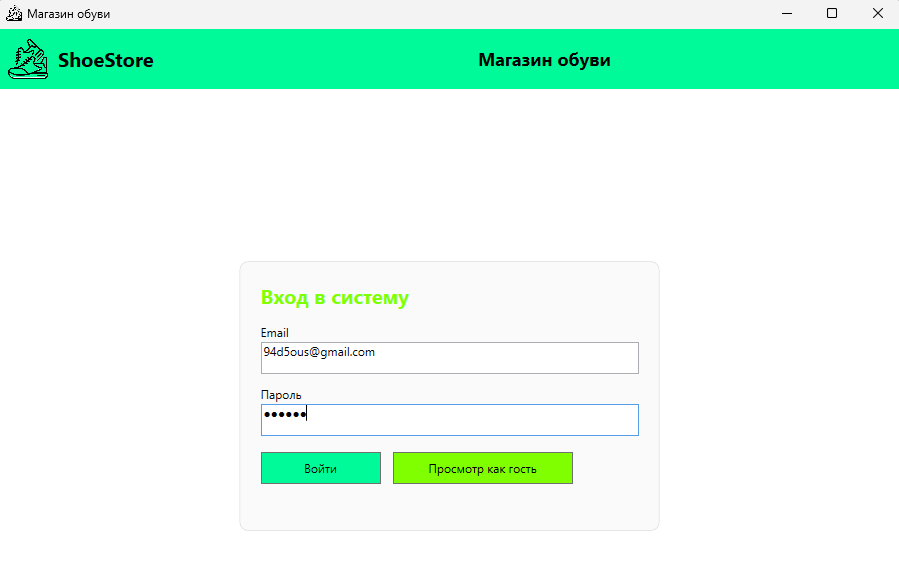 Магазин обуви
ShoeStore
Магазин обуви
Вход в систему
Email
94d5ous@gmail.com
Пароль
●●●●●●
Войти
Просмотр как гость